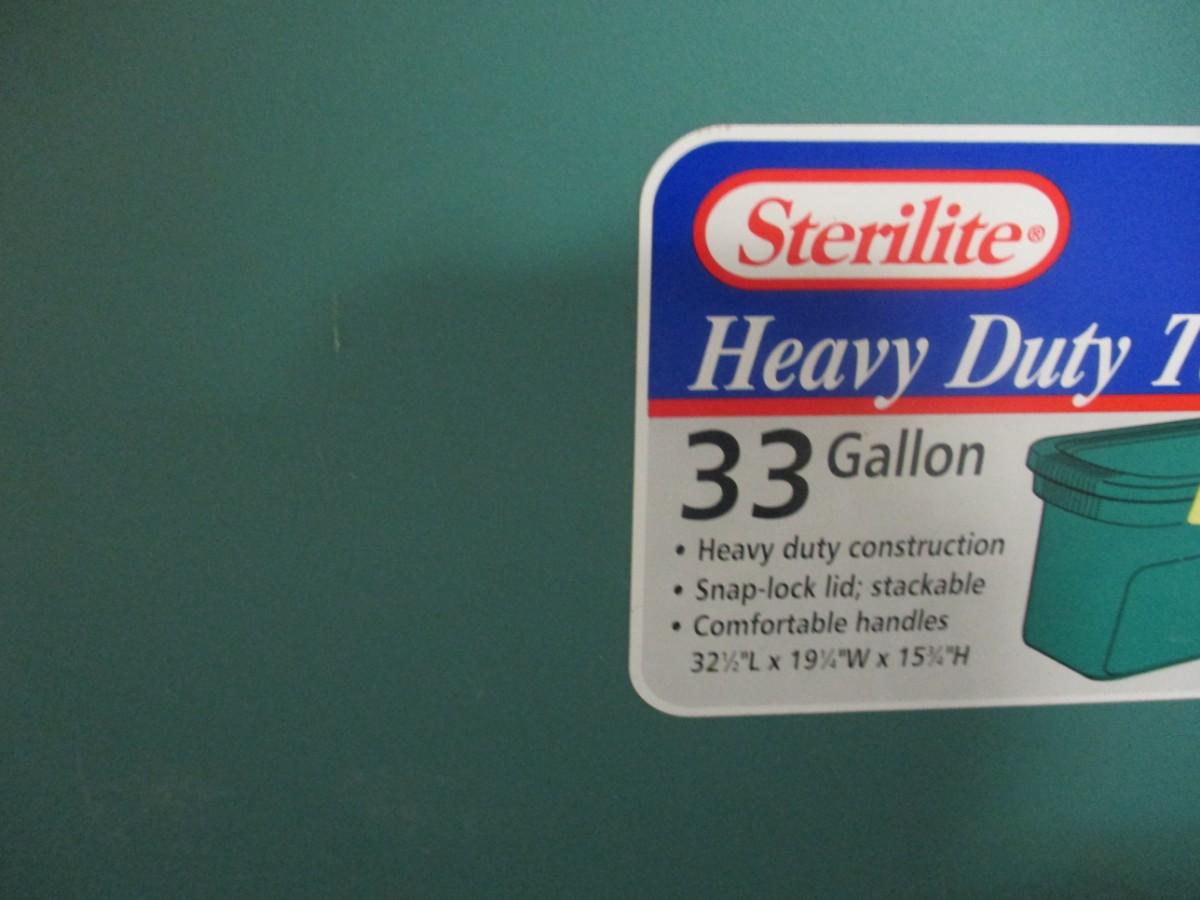 Sterilite®
Heavy Duty T
33 Gallon
• Heavy duty construction
• Snap-lock lid; stackable
• Comfortable handles
32½"L x 19¼"W x 15¾"H